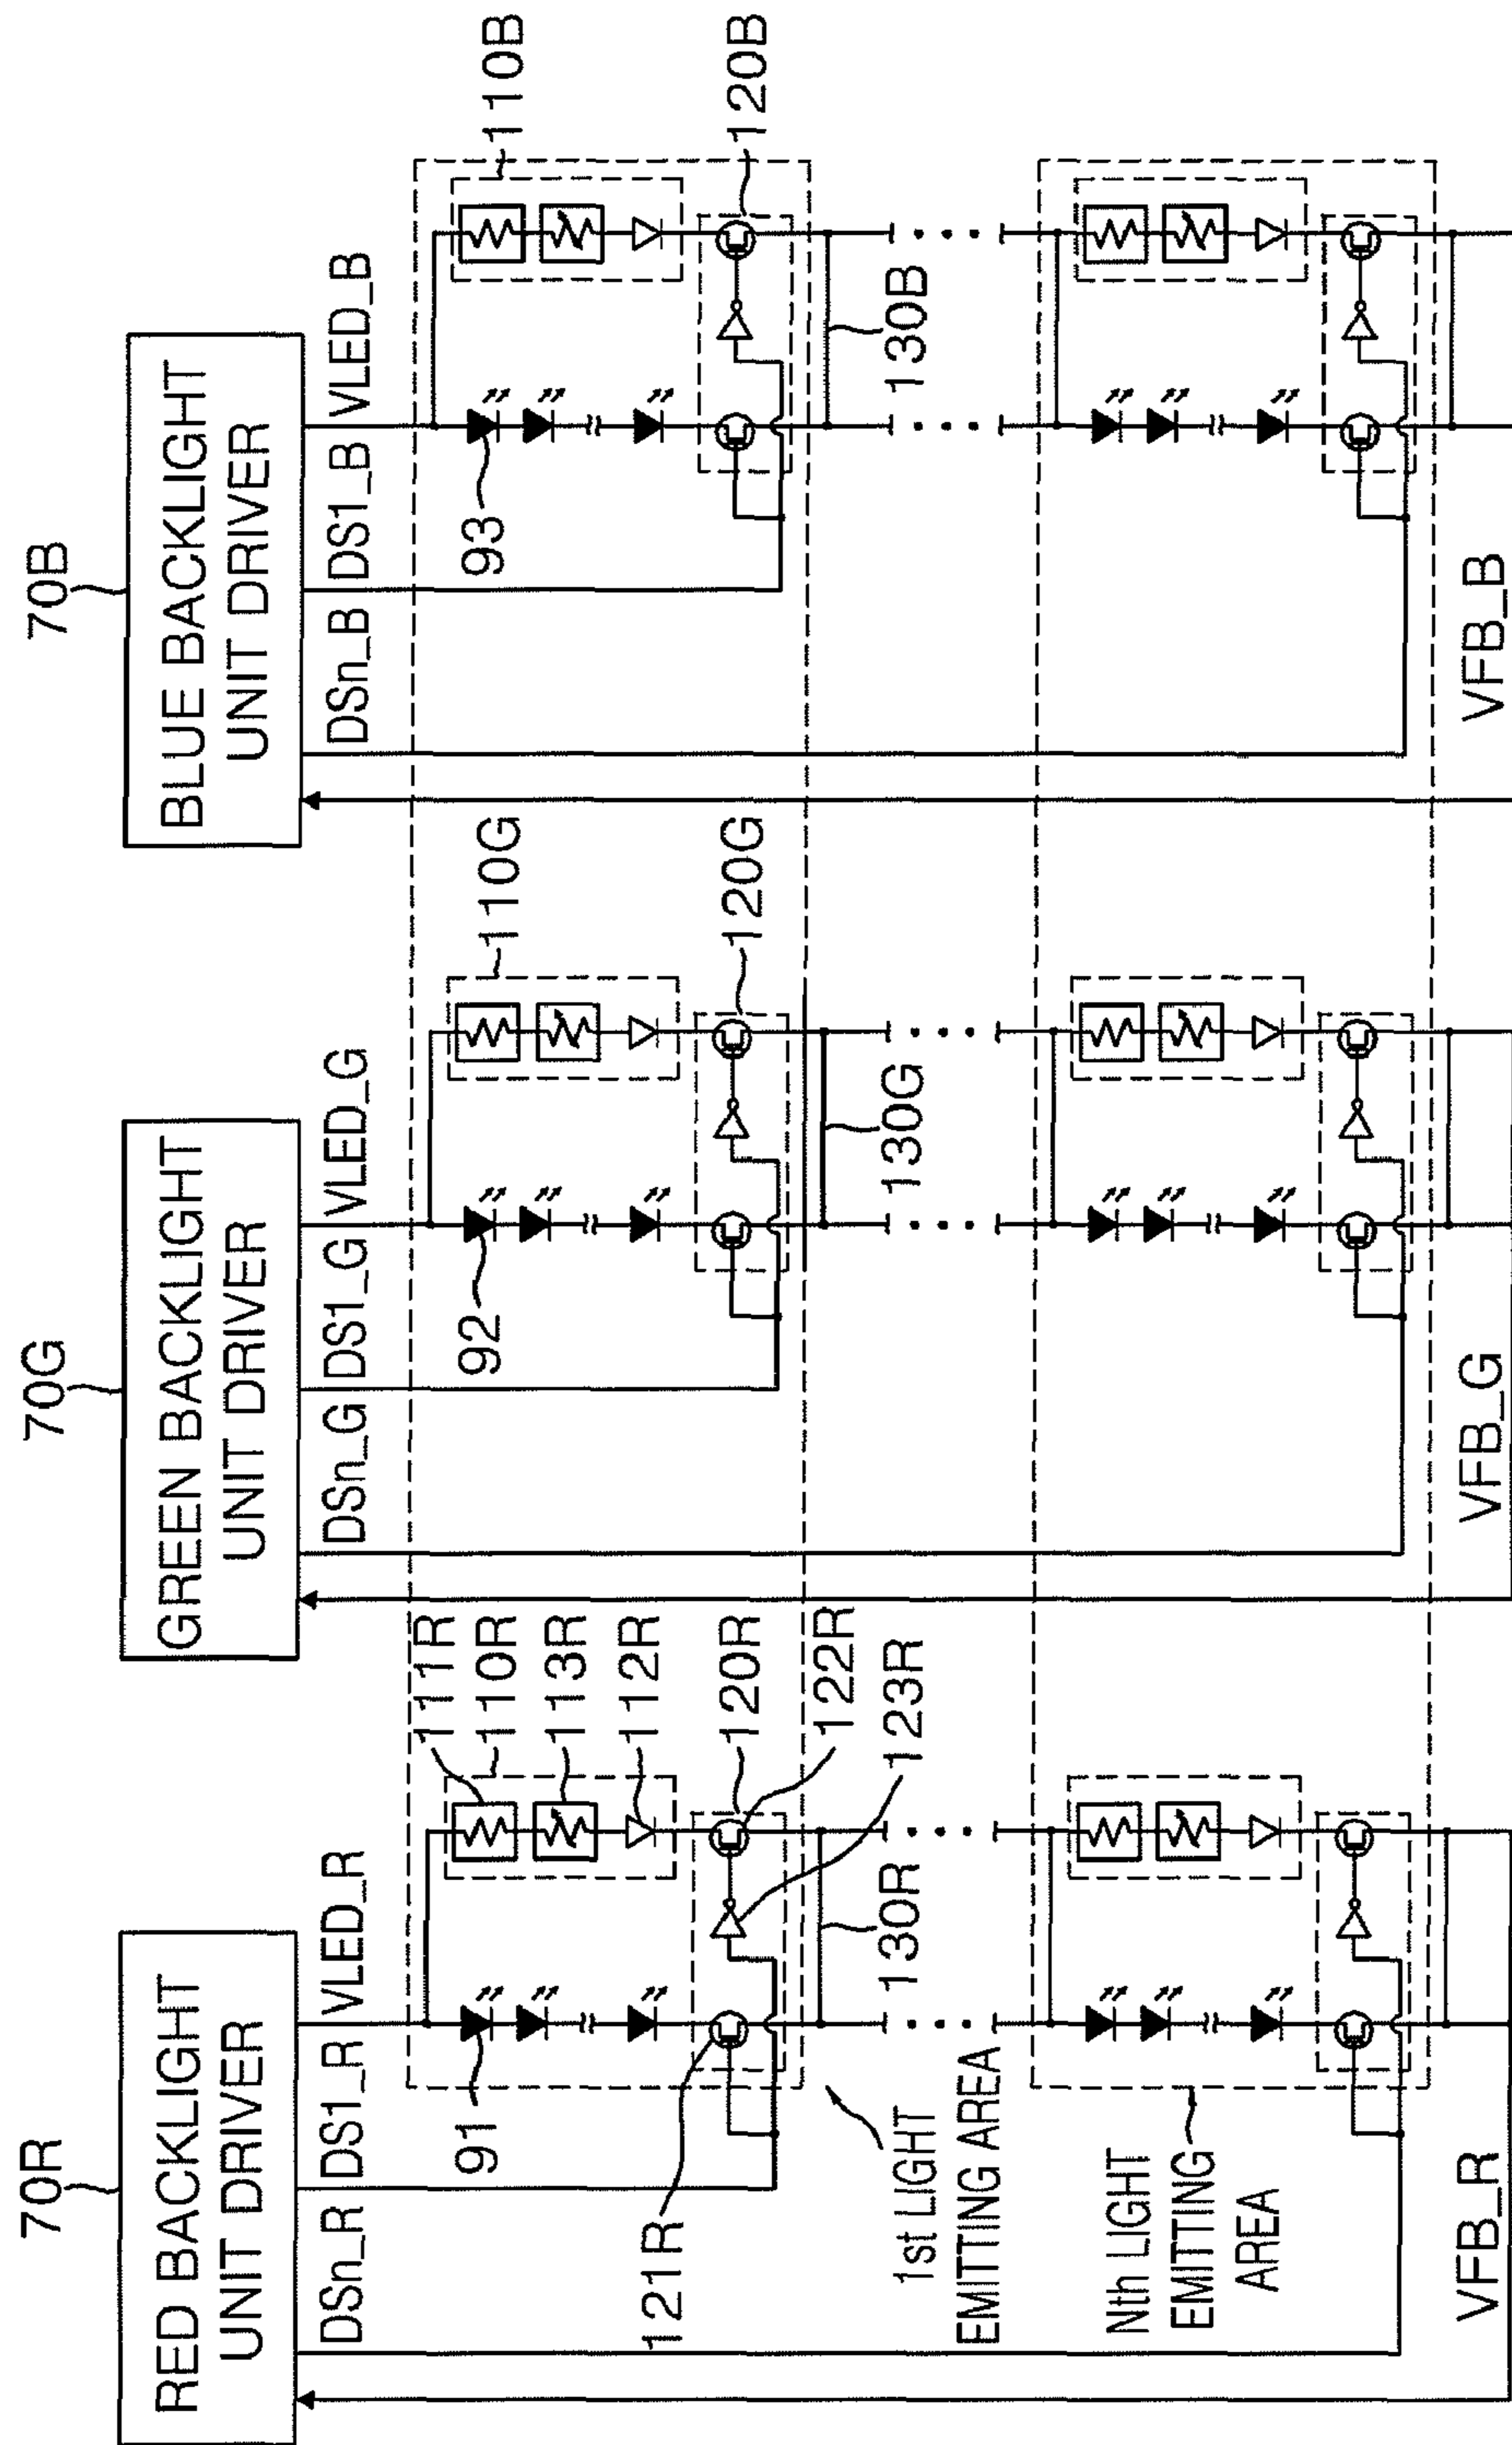 70R
RED BACKLIGHT
UNIT DRIVER
DSn_R
DS1_R
VLED_R
91
111R
110R
113R
112R
120R
122R
123R
121R
130R
1st LIGHT
EMITTING AREA
Nth LIGHT
EMITTING
AREA
VFB_R
70G
GREEN BACKLIGHT
UNIT DRIVER
DSn_G
DS1_G
VLED_G
92
110G
120G
130G
VFB_G
70B
BLUE BACKLIGHT
UNIT DRIVER
DSn_B
DS1_B
VLED_B
93
110B
120B
130B
VFB_B